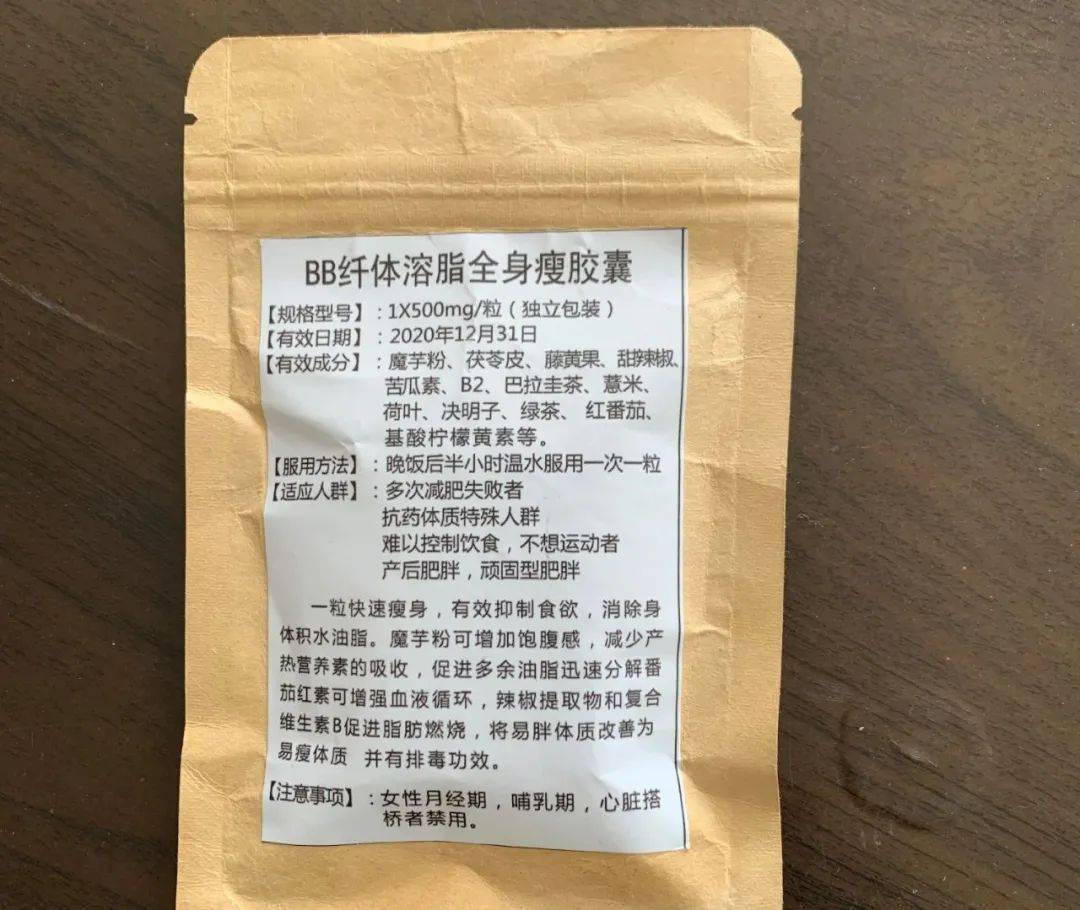 BB纤体溶脂全身瘦胶囊
【规格型号】：1X500mg/粒（独立包装）
【有效日期】：2020年12月31日
【有效成分】：魔芋粉、茯苓皮、藤黄果、甜辣椒、
苦瓜素、B2、巴拉圭茶、薏米、
荷叶、决明子、绿茶、红番茄、
基酸柠檬黄素等。
【服用方法】：晚饭后半小时温水服用一次一粒
【适应人群】：多次减肥失败者
抗药体质特殊人群
难以控制饮食，不想运动者
产后肥胖，顽固型肥胖
一粒快速瘦身，有效抑制食欲，消除身
体积水油脂。魔芋粉可增加饱腹感，减少产
热营养素的吸收，促进多余油脂迅速分解番
茄红素可增强血液循环，辣椒提取物和复合
维生素B促进脂肪燃烧，将易胖体质改善为
易瘦体质 并有排毒功效。
【注意事项】：女性月经期，哺乳期，心脏搭
桥者禁用。